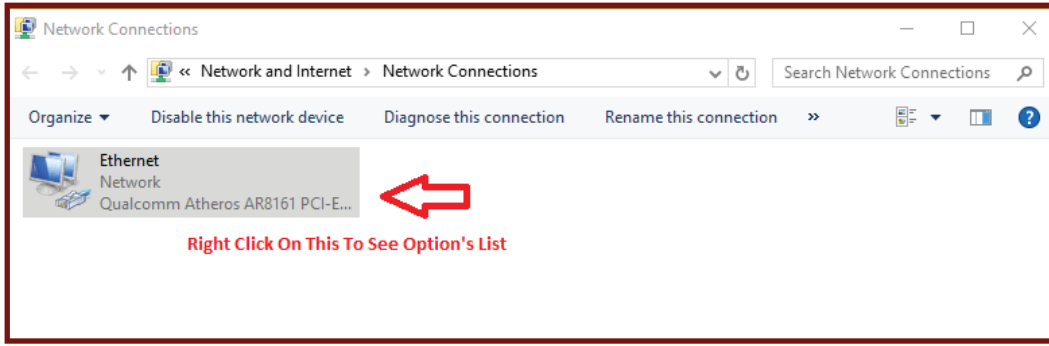 Network Connections
« Network and Internet > Network Connections
Search Network Connections
Organize
Disable this network device
Diagnose this connection
Rename this connection
»
Ethernet
Network
Qualcomm Atheros AR8161 PCI-E...
Right Click On This To See Option's List